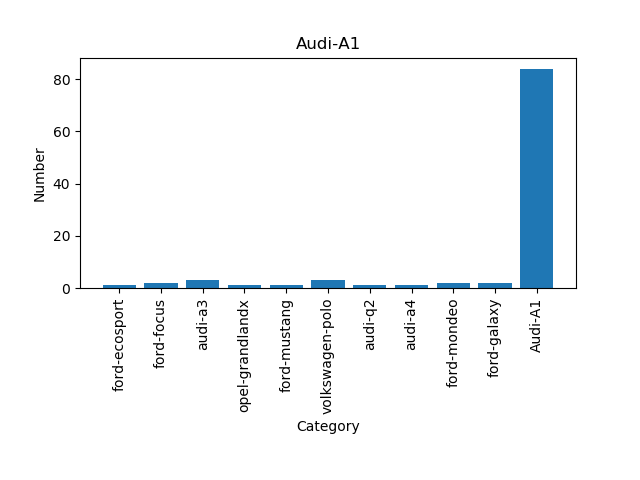 Audi-A1
Number
80
60
40
20
0
ford-ecosport
ford-focus
audi-a3
opel-grandlandx
ford-mustang
volkswagen-polo
audi-q2
audi-a4
ford-mondeo
ford-galaxy
Audi-A1
Category